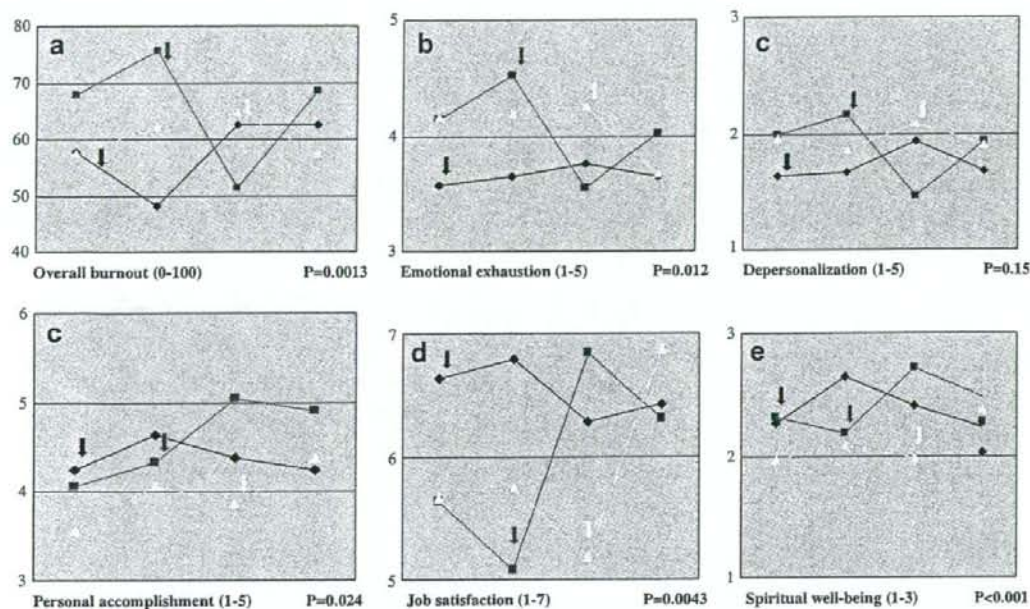 a
80
70
60
50
40
Overall burnout (0-100) P=0.0013
b
5
4
3
Emotional exhaustion (1-5) P=0.012
c
3
2
1
Depersonalization (1-5) P=0.15
c
6
5
4
3
Personal accomplishment (1-5) P=0.024
d
7
6
5
Job satisfaction (1-7) P=0.0043
e
3
2
1
Spiritual well-being (1-3) P<0.001